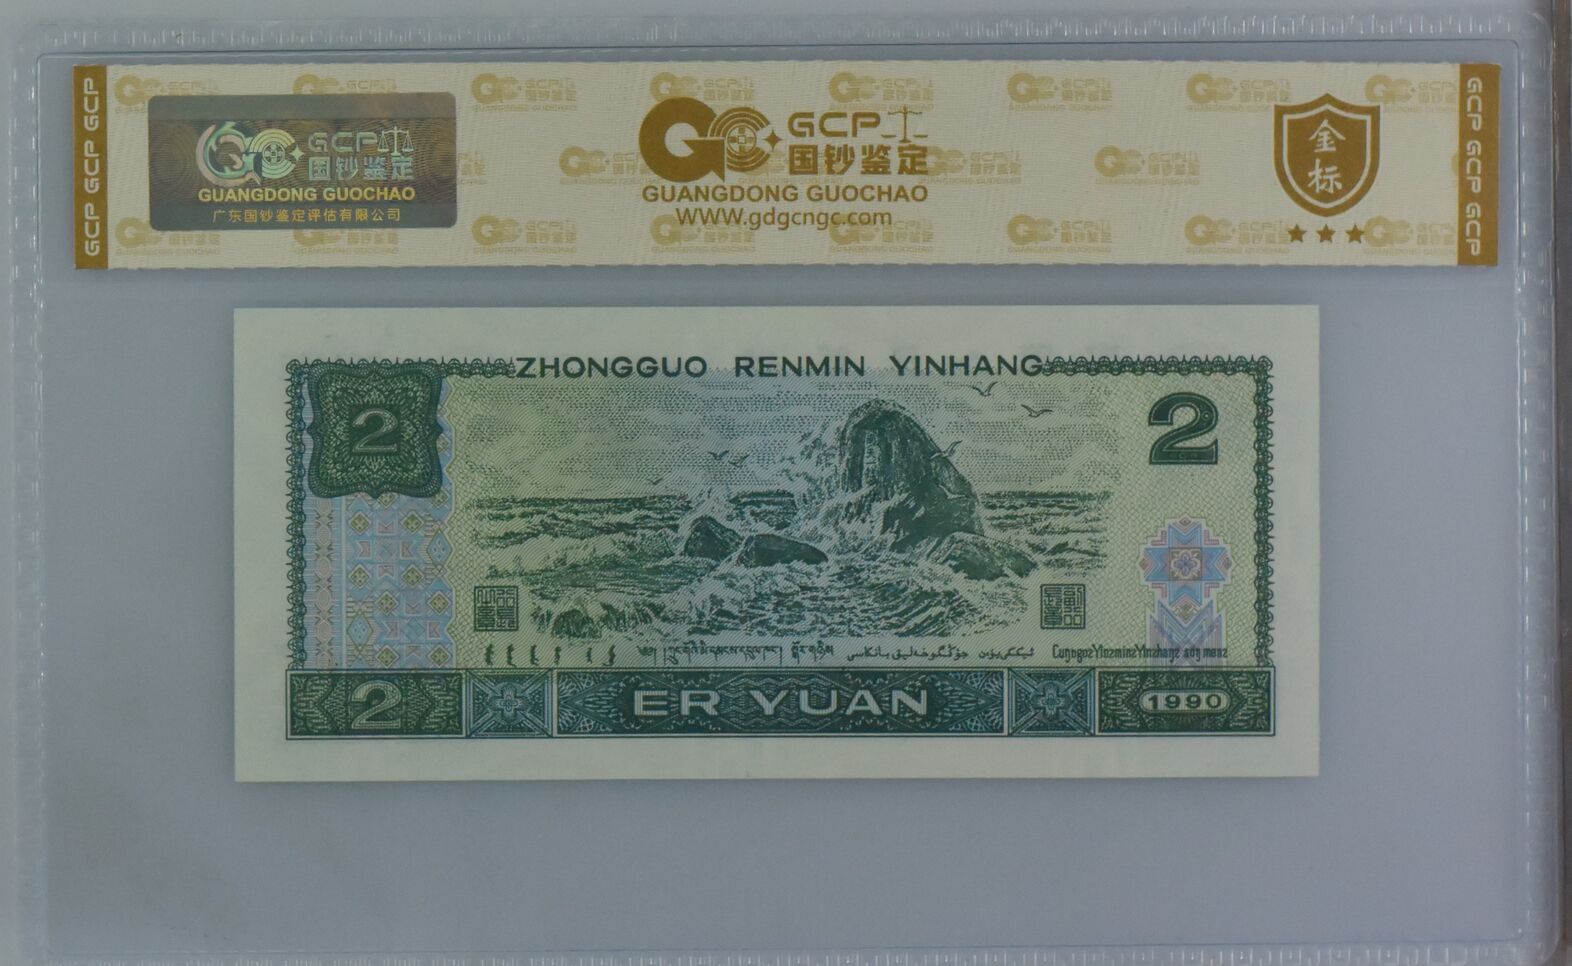 GCP GCP GCP
GCP
国钞鉴定
GUANGDONG GUOCHAO
广东国钞鉴定评估有限公司
GCP
国钞鉴定
GUANGDONG GUOCHAO
WWW.gdgcngc.com
金
标
GCP GCP GCP
ZHONGGUO RENMIN YINHANG
2
2
2
ER YUAN
1990